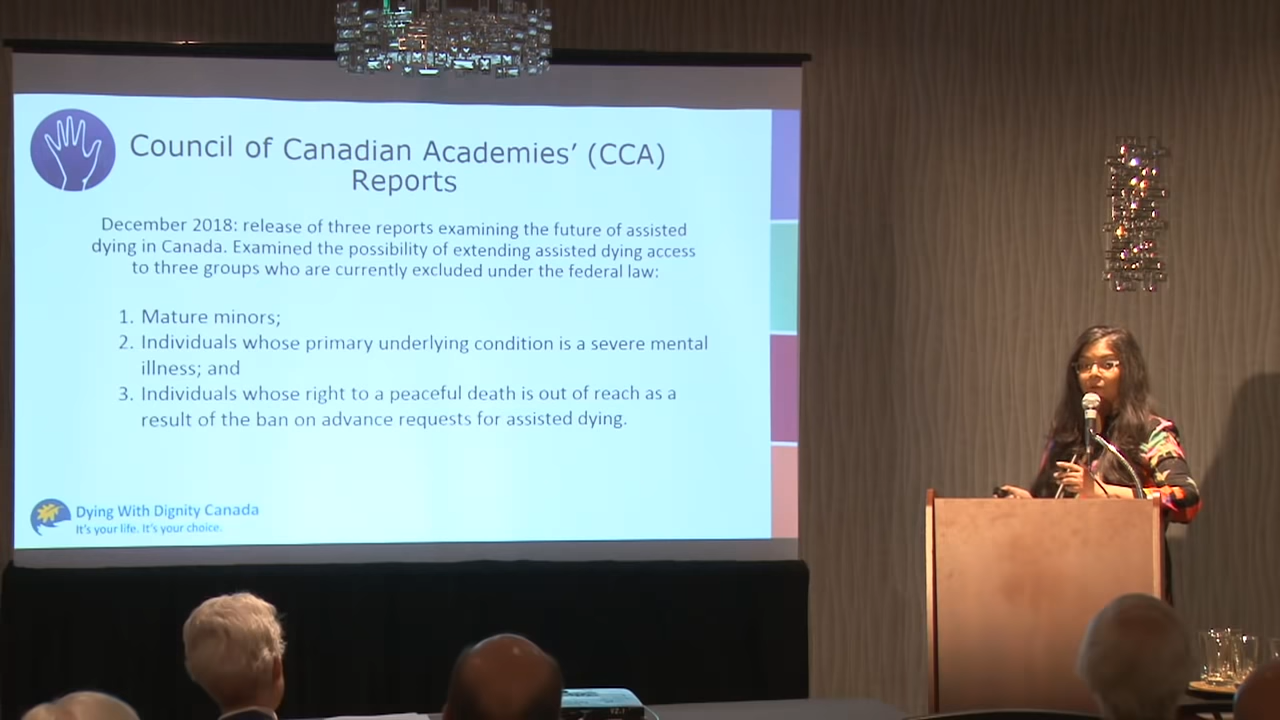 Council of Canadian Academies' (CCA)
Reports
December 2018: release of three reports examining the future of assisted
dying in Canada. Examined the possibility of extending assisted dying access
to three groups who are currently excluded under the federal law:
1. Mature minors;
2. Individuals whose primary underlying condition is a severe mental
illness; and
3. Individuals whose right to a peaceful death is out of reach as a
result of the ban on advance requests for assisted dying.
Dying With Dignity Canada
It's your life. It's your choice.